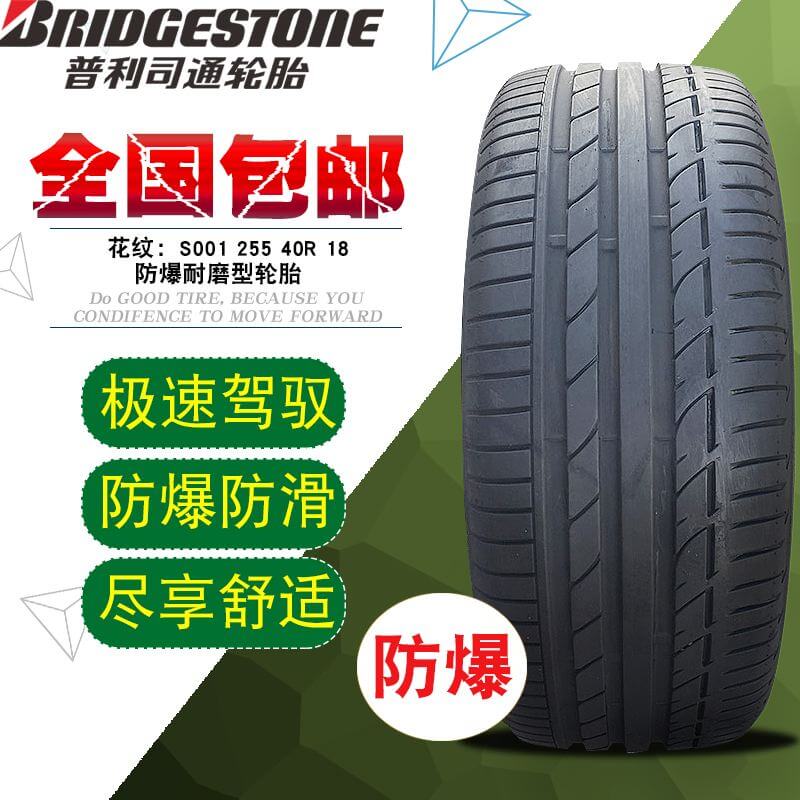 BRIDGESTONE
普利司通轮胎
全国包邮
花纹：S001 255 40R 18
防爆耐磨型轮胎
Do GOOD TIRE, BECAUSE YOU
CONDIFENCE TO MOVE FORWARD
极速驾驭
防爆防滑
尽享舒适
防爆